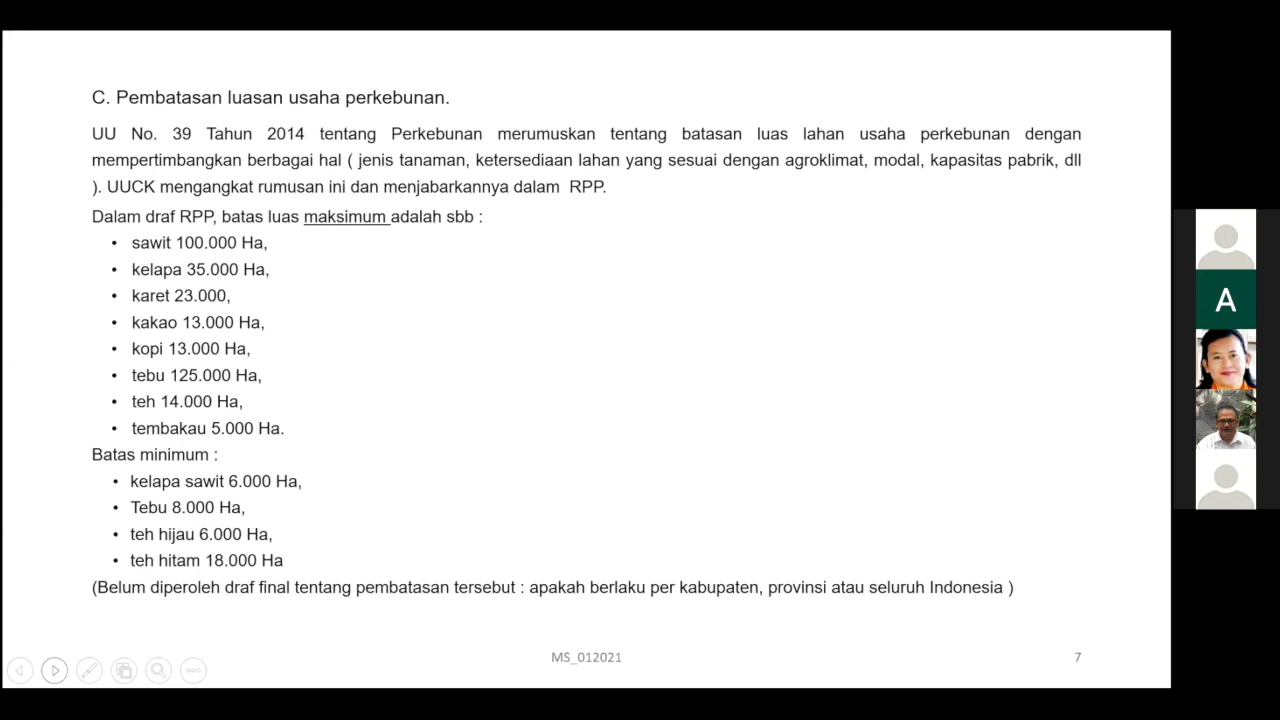 C. Pembatasan luasan usaha perkebunan.
UU No. 39 Tahun 2014 tentang Perkebunan merumuskan tentang batasan luas lahan usaha perkebunan dengan
mempertimbangkan berbagai hal ( jenis tanaman, ketersediaan lahan yang sesuai dengan agroklimat, modal, kapasitas pabrik, dll
). UUCK mengangkat rumusan ini dan menjabarkannya dalam RPP.
Dalam draf RPP, batas luas maksimum adalah sbb :
• sawit 100.000 Ha,
• kelapa 35.000 Ha,
• karet 23.000,
• kakao 13.000 Ha,
• kopi 13.000 Ha,
• tebu 125.000 Ha,
• teh 14.000 Ha,
• tembakau 5.000 Ha.
Batas minimum :
• kelapa sawit 6.000 Ha,
• Tebu 8.000 Ha,
• teh hijau 6.000 Ha,
• teh hitam 18.000 Ha
(Belum diperoleh draf final tentang pembatasan tersebut : apakah berlaku per kabupaten, provinsi atau seluruh Indonesia )
MS_012021
7
A